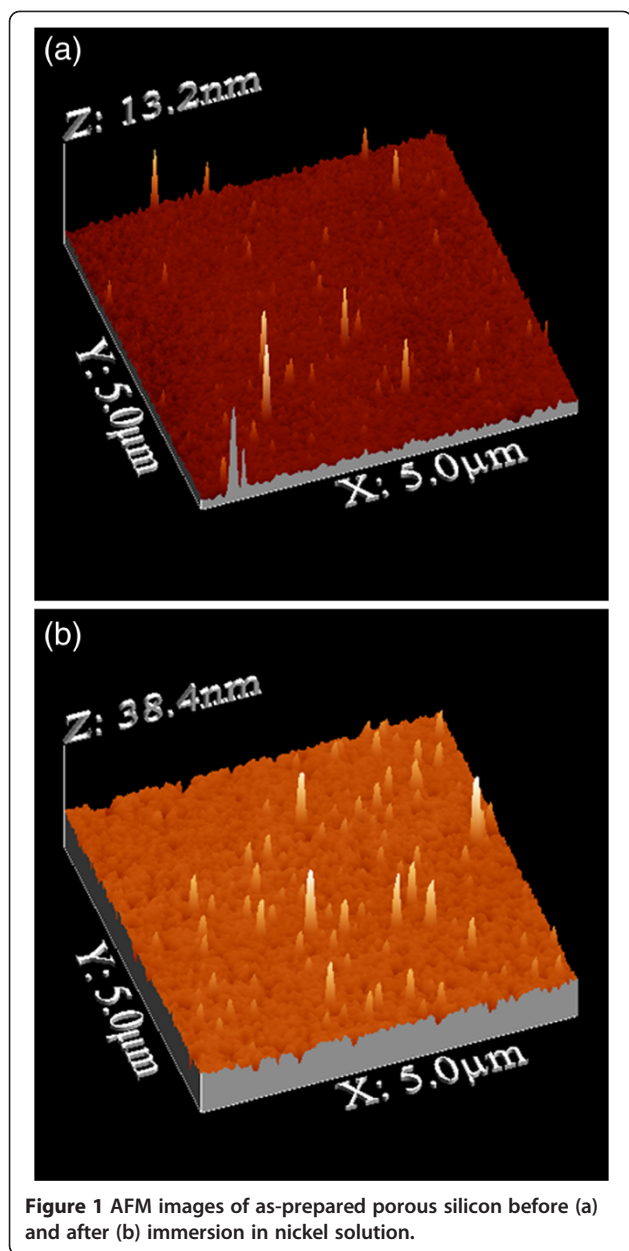 (a)
Z: 13.2nm
Y: 5.0µm
X: 5.0µm
(b)
Z: 38.4nm
Y: 5.0µm
X: 5.0µm
Figure 1 AFM images of as-prepared porous silicon before (a)
and after (b) immersion in nickel solution.